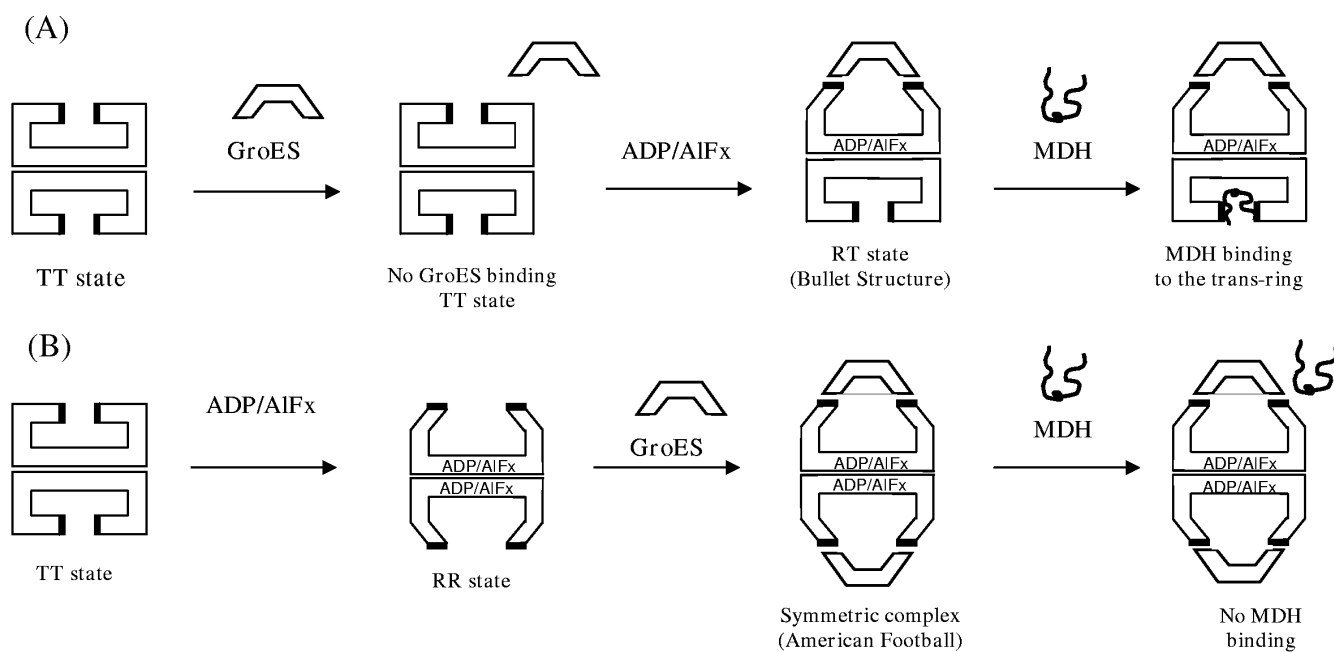 (A)
GroES
ADP/AlFx
MDH
ADP/AlFx
ADP/AlFx
TT state
No GroES binding
TT state
RT state
(Bullet Structure)
MDH binding
to the trans-ring
(B)
ADP/AlFx
GroES
MDH
ADP/AlFx
ADP/AlFx
ADP/AlFx
ADP/AlFx
ADP/AlFx
ADP/AlFx
TT state
RR state
Symmetric complex
(American Football)
No MDH
binding